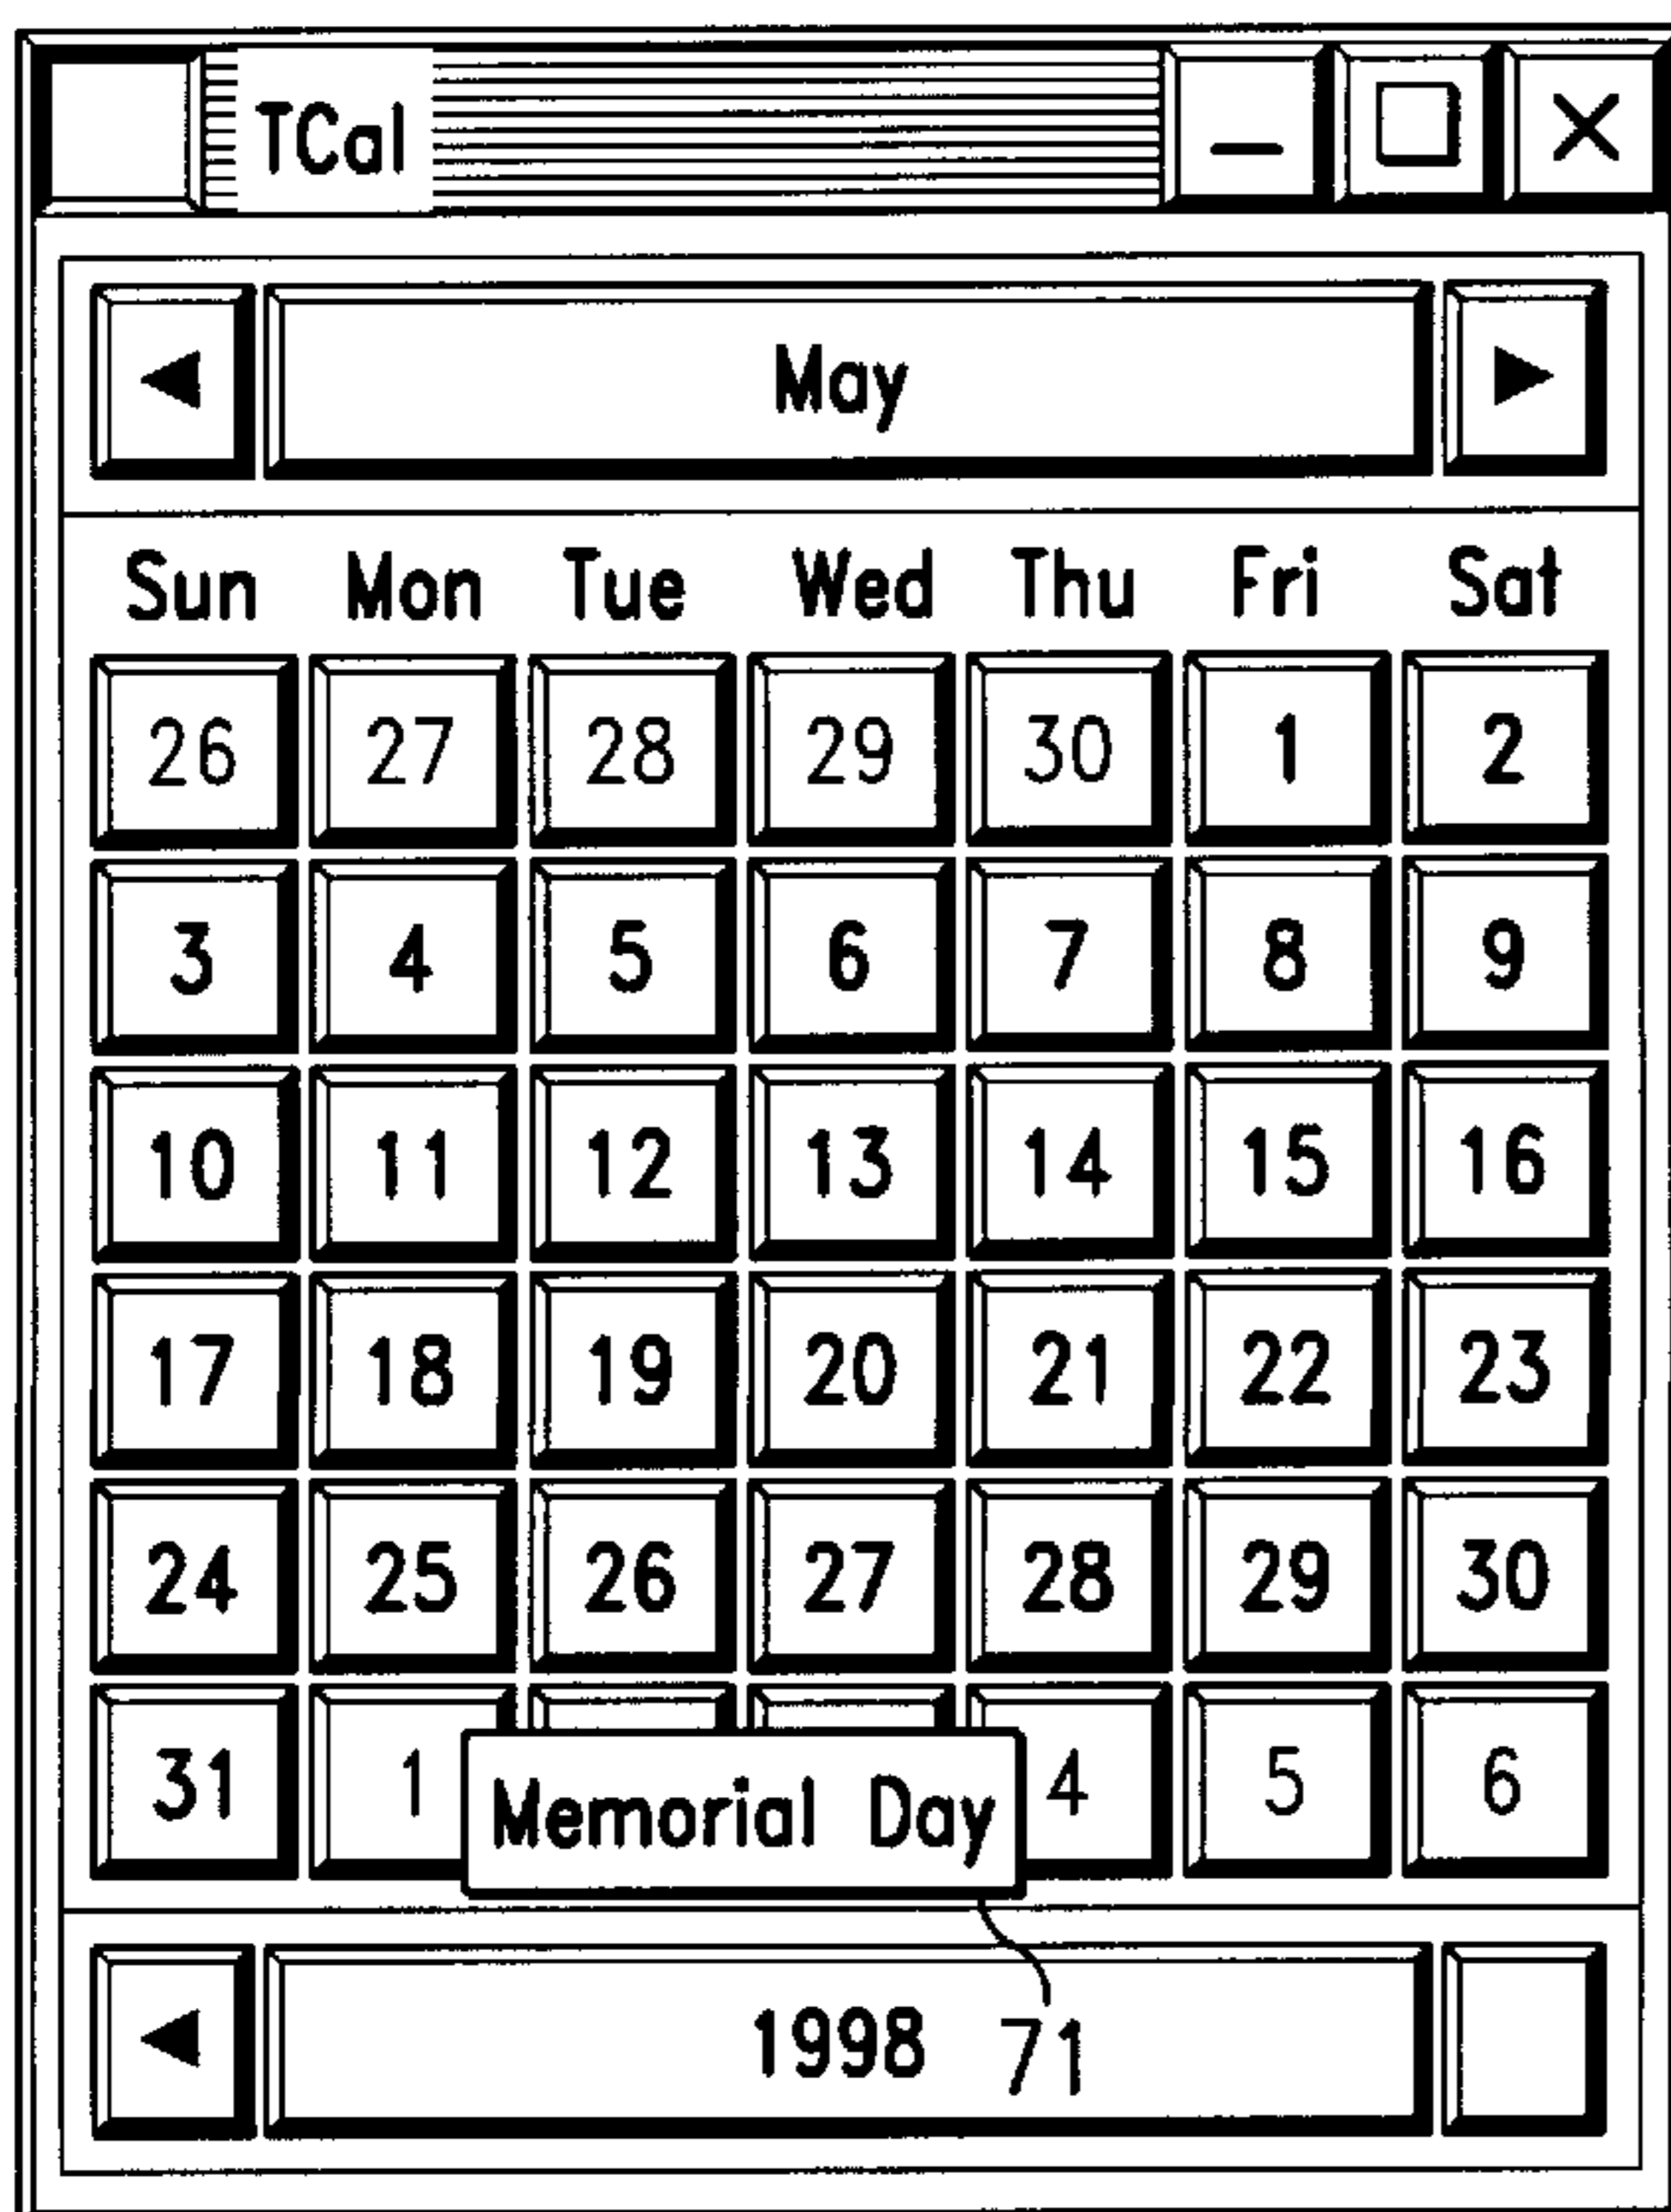 TCal
May
Sun Mon Tue Wed Thu Fri Sat
26 27 28 29 30 1 2
3 4 5 6 7 8 9
10 11 12 13 14 15 16
17 18 19 20 21 22 23
24 25 26 27 28 29 30
31 1 4 5 6
Memorial Day
1998 71